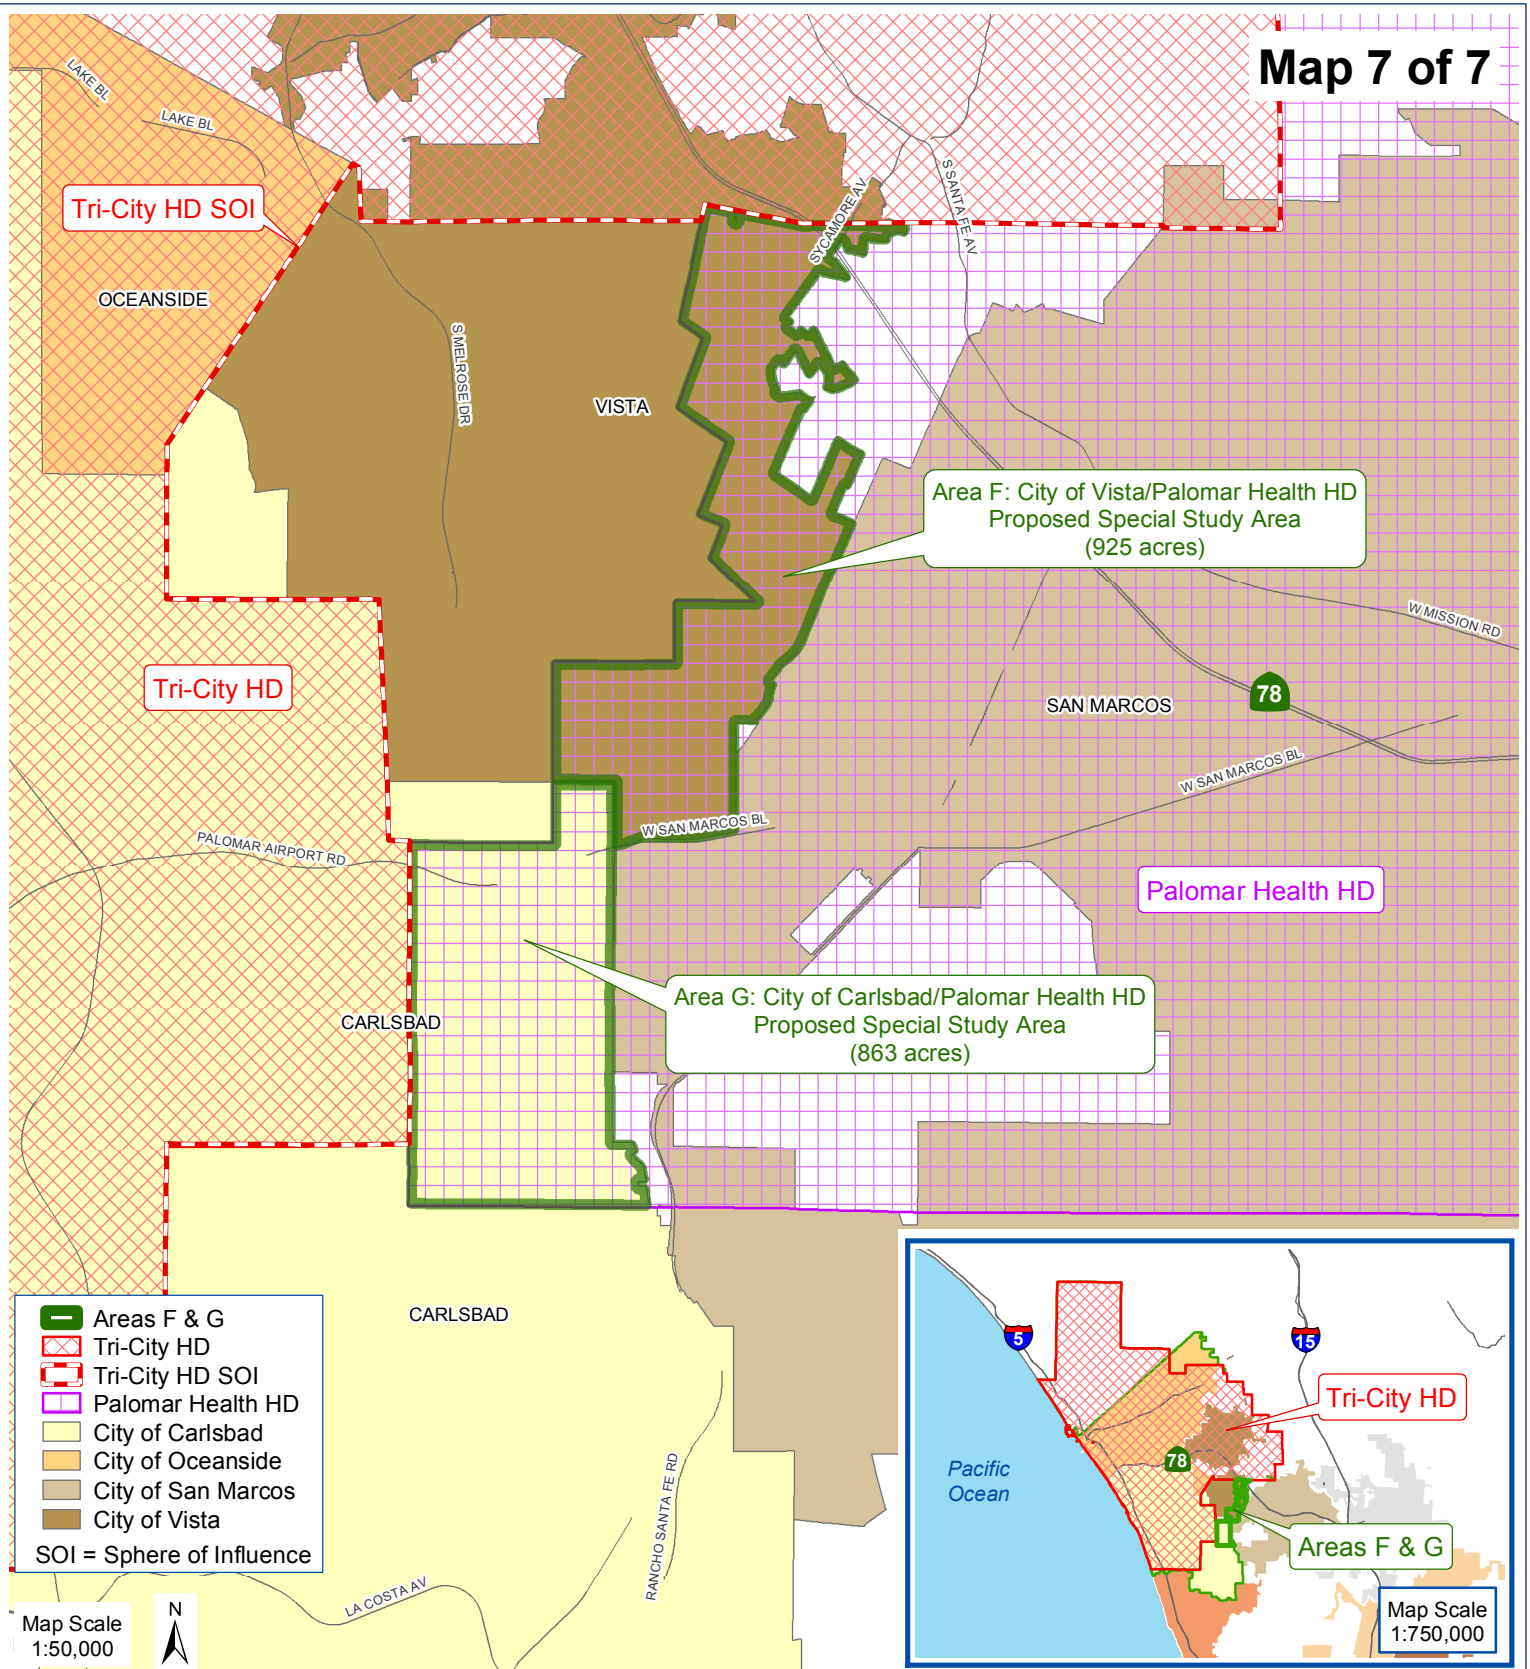 Map 7 of 7
LAKE BL
LAKE BL
Tri-City HD SOI
OCEANSIDE
SYCAMORE AV
S SANTA FE AV
S MELROSE DR
VISTA
Area F: City of Vista/Palomar Health HD
Proposed Special Study Area
(925 acres)
W MISSION RD
Tri-City HD
78
SAN MARCOS
W SAN MARCOS BL
W SAN MARCOS BL
PALOMAR AIRPORT RD
Palomar Health HD
Area G: City of Carlsbad/Palomar Health HD
Proposed Special Study Area
(863 acres)
CARLSBAD
CARLSBAD
RANCHO SANTA FE RD
LA COSTA AV
Areas F & G
Tri-City HD
Tri-City HD SOI
Palomar Health HD
City of Carlsbad
City of Oceanside
City of San Marcos
City of Vista
SOI = Sphere of Influence
Map Scale
1:50,000
N
5
15
Tri-City HD
78
Pacific
Ocean
Areas F & G
Map Scale
1:750,000